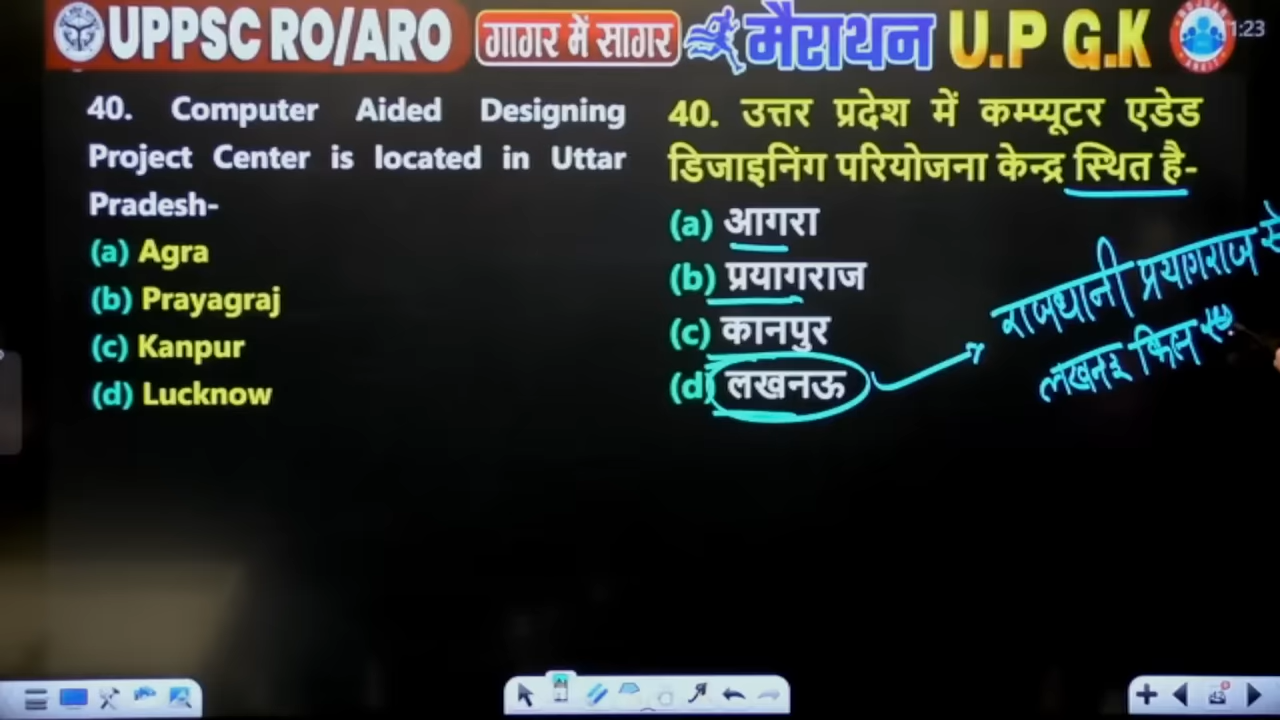 UPPSC RO/ARO गागर में सागर मैराथन U.P G.K 1:23
40. Computer Aided Designing
Project Center is located in Uttar
Pradesh-
(a) Agra
(b) Prayagraj
(c) Kanpur
(d) Lucknow
40. उत्तर प्रदेश में कम्प्यूटर एडेड
डिजाइनिंग परियोजना केन्द्र स्थित है-
(a) आगरा
(b) प्रयागराज
(c) कानपुर
(d) लखनऊ
राजधानी प्रयागराज से
लखनऊ किस